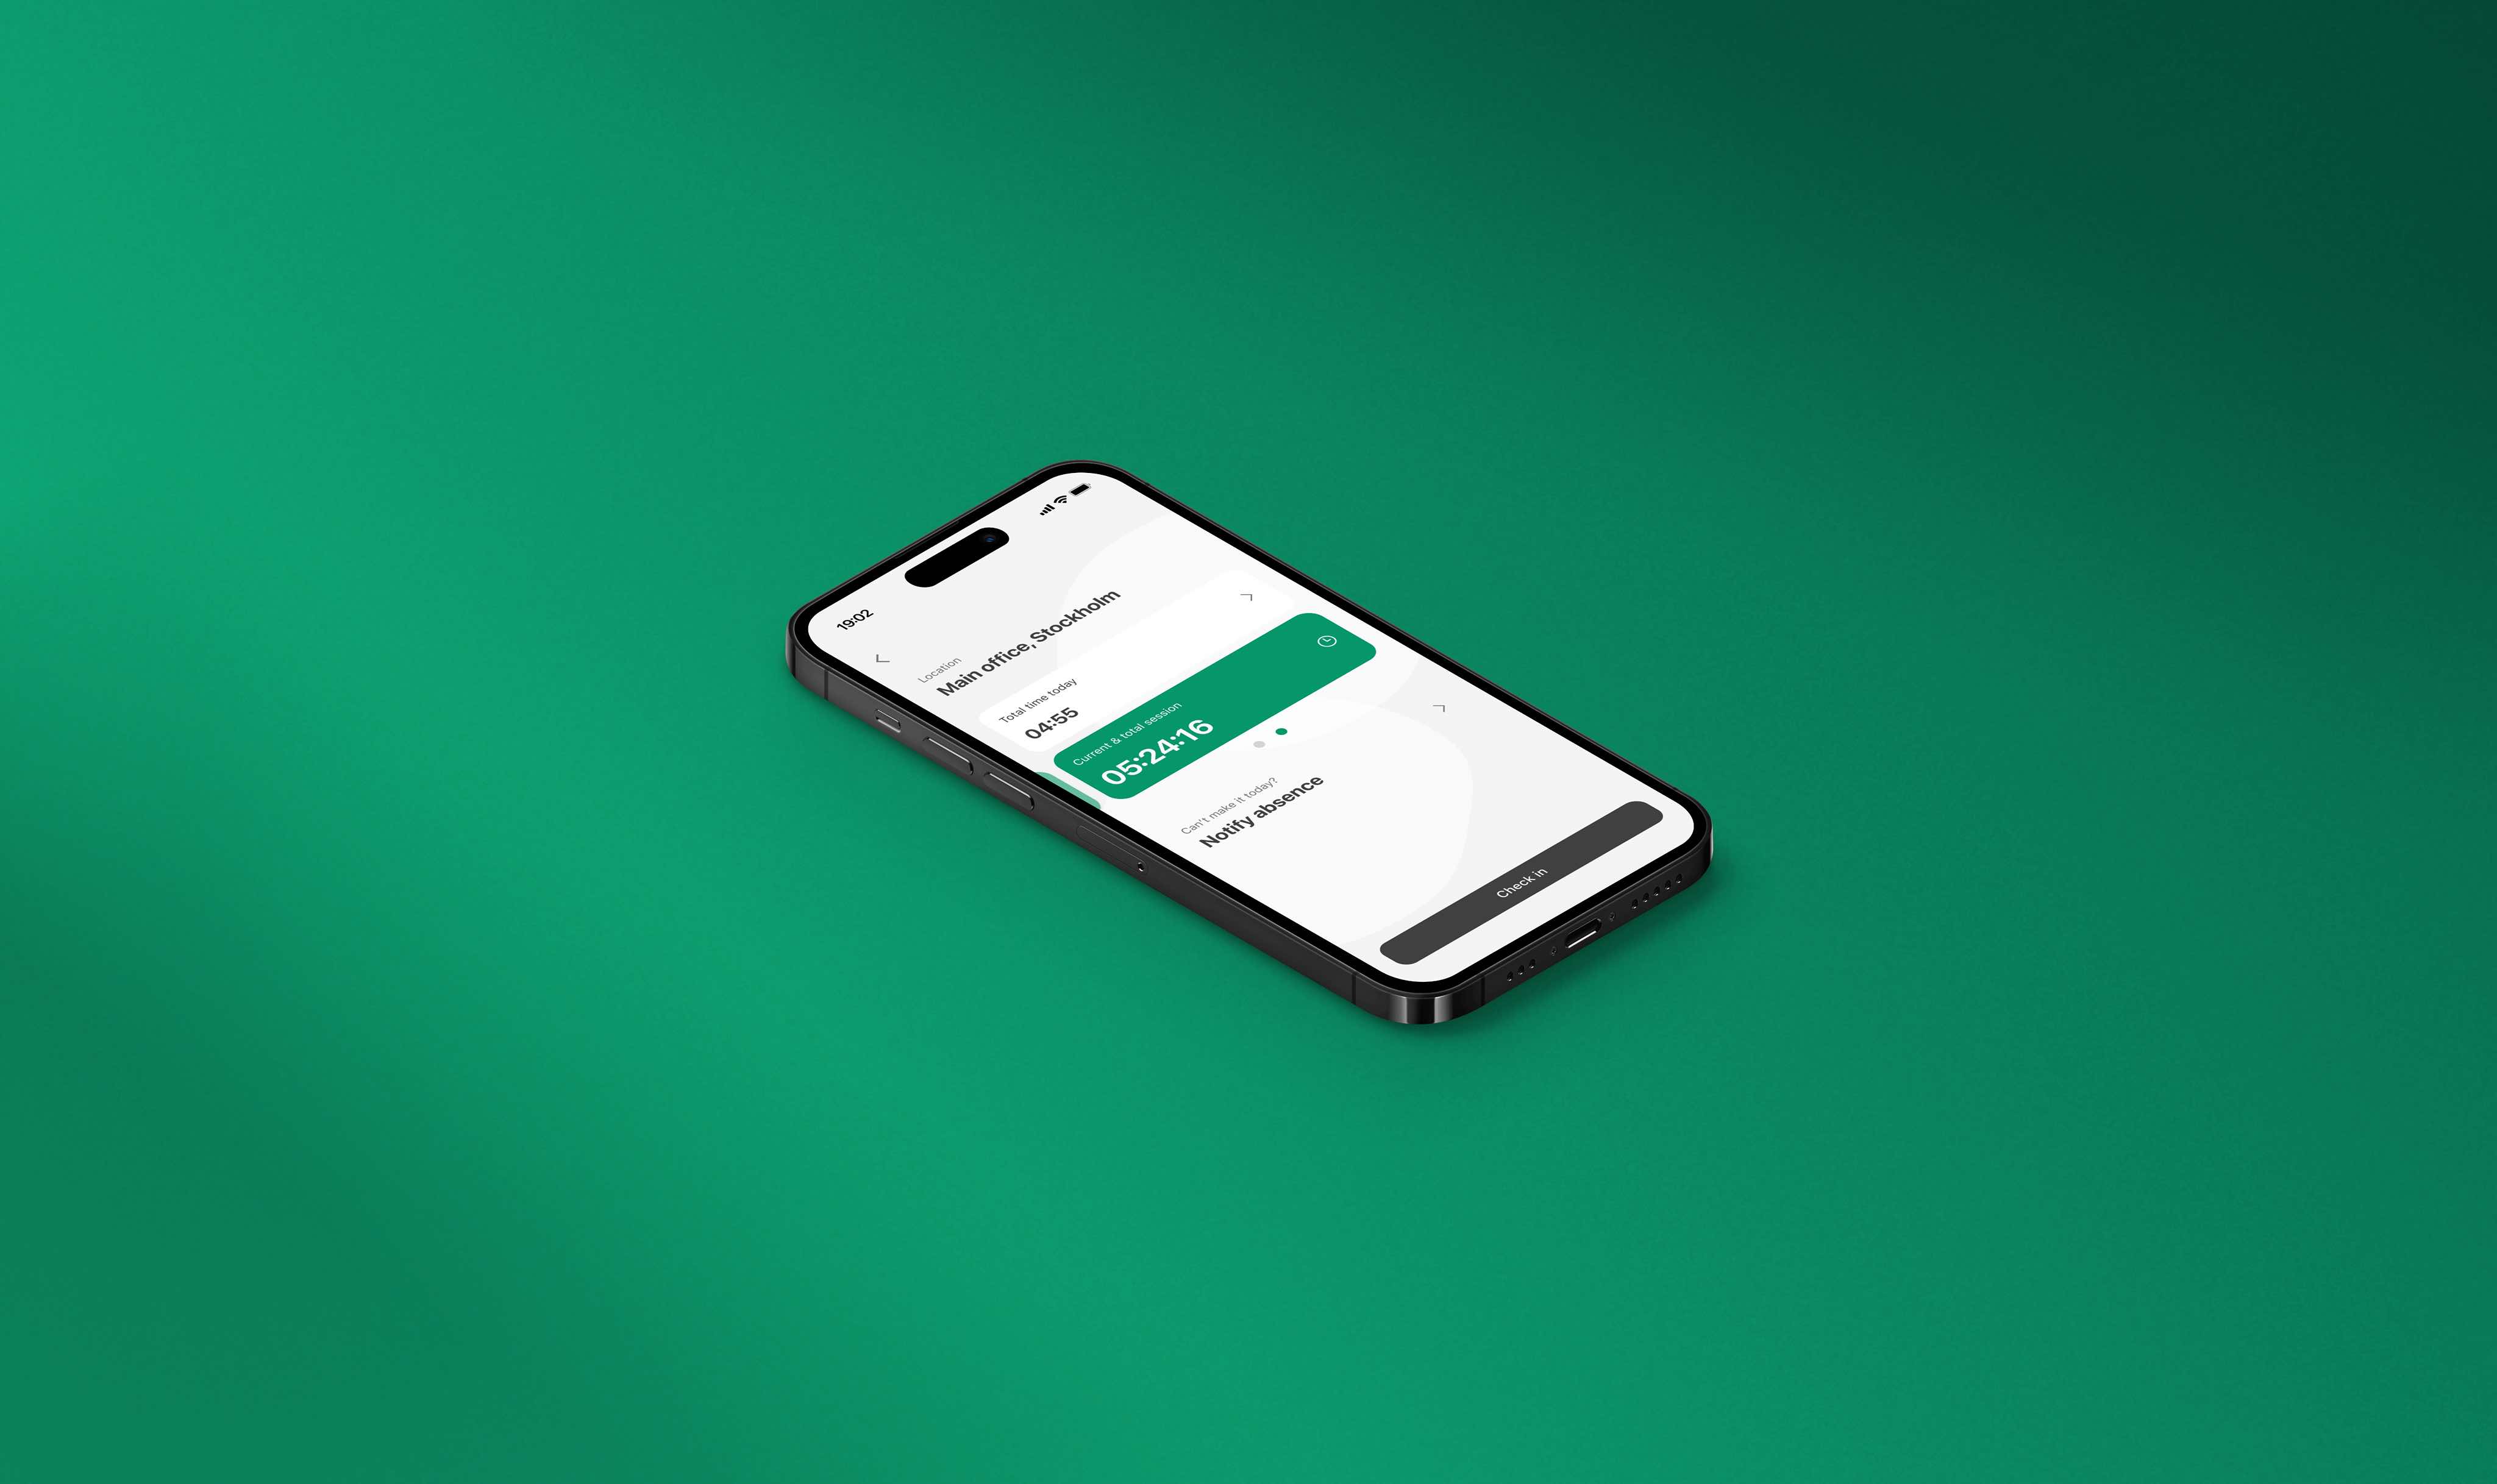 19:02
Location
Main office, Stockholm
Total time today
04:55
Current & total session
05:24:16
Can't make it today?
Notify absence
Check in